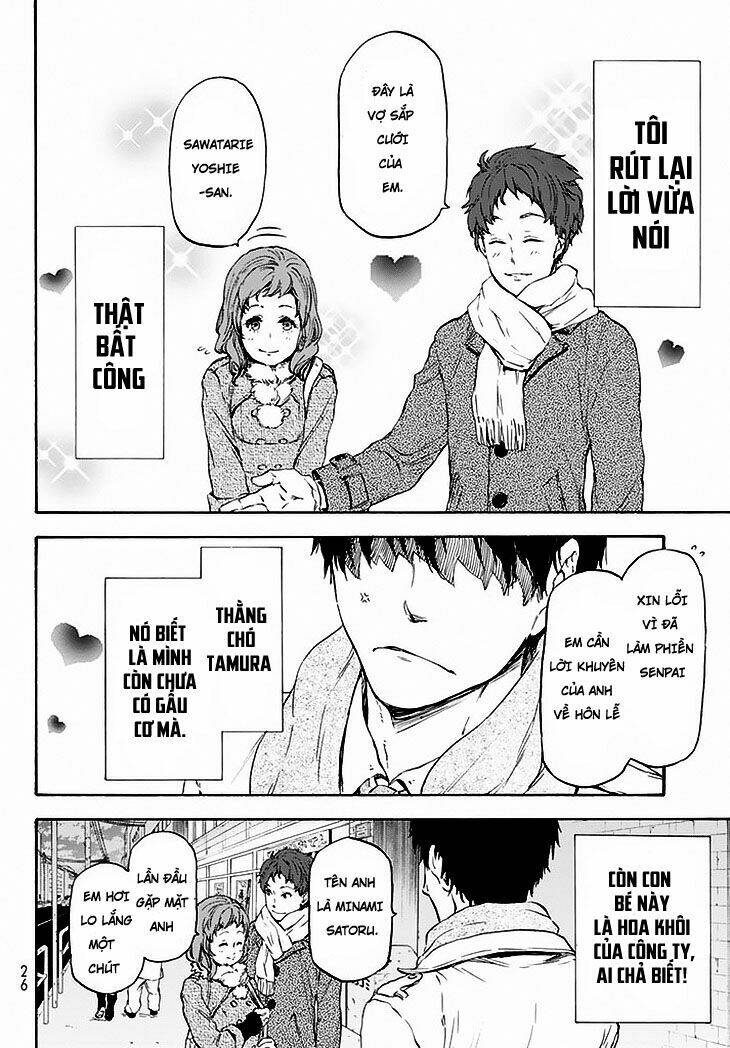 TÔI
RÚT LẠI
LỜI VỪA
NÓI
ĐÂY LÀ
VỢ SẮP
CƯỚI
CỦA
EM.
SAWATARIE
YOSHIE
-SAN.
THẬT
BẤT
CÔNG
XIN LỖI
VÌ ĐÃ
LÀM PHIỀN
SENPAI
EM CẦN
LỜI KHUYÊN
CỦA ANH
VỀ HÔN LỄ
THẰNG
CHÓ
TAMURA
NÓ BIẾT
LÀ MÌNH
CÒN CHƯA
CÓ GẤU
CƠ MÀ.
CÒN CON
BÉ NÀY
LÀ HOA KHÔI
CỦA CÔNG TY,
AI CHẢ BIẾT!
TÊN ANH
LÀ MINAMI
SATORU.
LẦN ĐẦU
GẶP MẶT
ANH
EM HƠI
LO LẮNG
MỘT
CHÚT
26